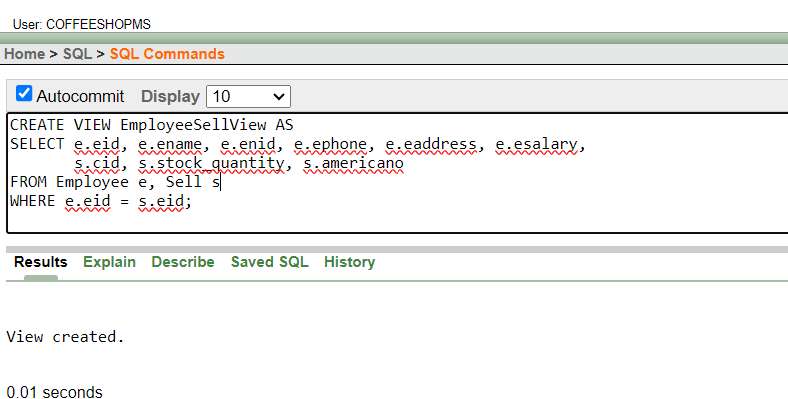 User: COFFEESHOPMS
Home > SQL > SQL Commands
Autocommit Display 10
CREATE VIEW EmployeeSellView AS
SELECT e.eid, e.ename, e.enid, e.ephone, e.eaddress, e.esalary,
s.cid, s.stock_quantity, s.americano
FROM Employee e, Sell s
WHERE e.eid = s.eid;
Results Explain Describe Saved SQL History
View created.
0.01 seconds